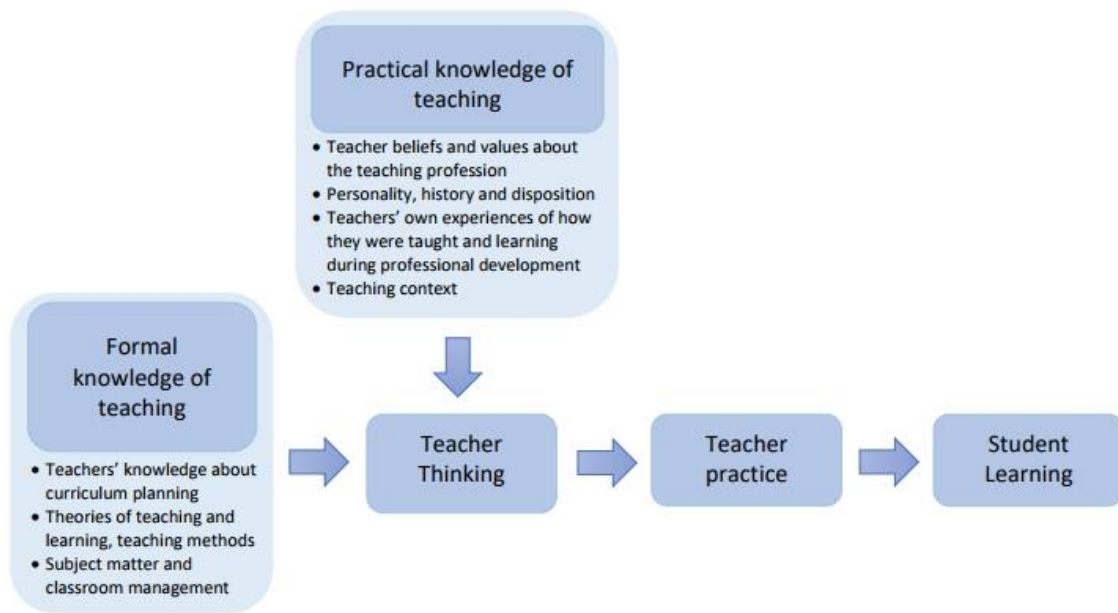 Practical knowledge of
teaching
• Teacher beliefs and values about
the teaching profession
• Personality, history and disposition
• Teachers’ own experiences of how
they were taught and learning
during professional development
• Teaching context
Formal
knowledge of
teaching
• Teachers’ knowledge about
curriculum planning
• Theories of teaching and
learning, teaching methods
• Subject matter and
classroom management
Teacher
Thinking
Teacher
practice
Student
Learning